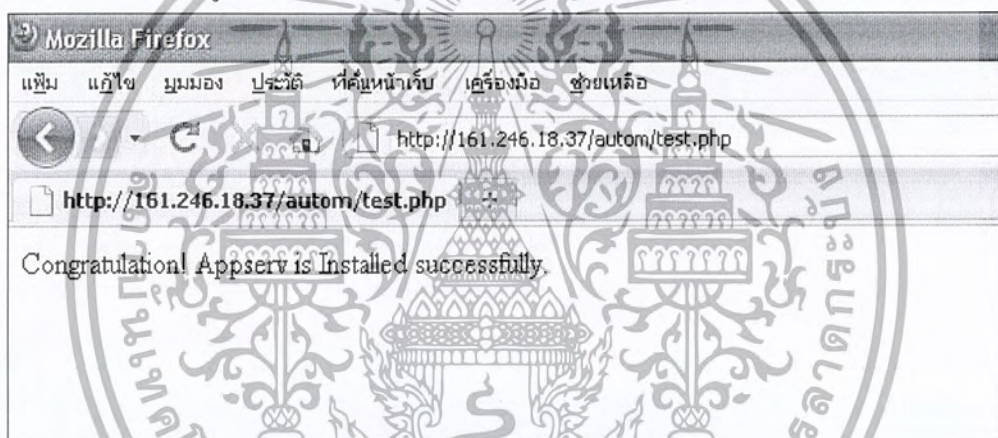 Mozilla Firefox
แฟ้ม แก้ไข มุมมอง ประวัติ ที่คั่นหน้าเว็บ เครื่องมือ ช่วยเหลือ
http://161.246.18.37/autom/test.php
http://161.246.18.37/autom/test.php
Congratulation! Appserv is Installed successfully.